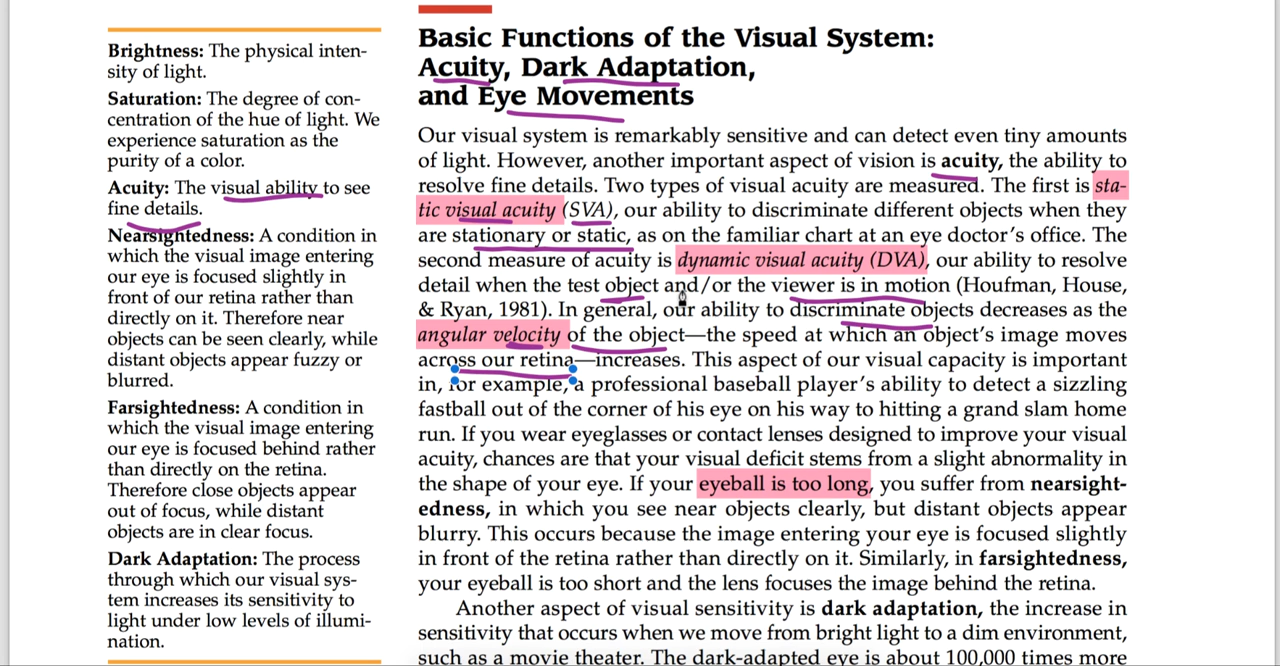 Brightness: The physical inten-
sity of light.
Saturation: The degree of con-
centration of the hue of light. We
experience saturation as the
purity of a color.
Acuity: The visual ability to see
fine details.
Nearsightedness: A condition in
which the visual image entering
our eye is focused slightly in
front of our retina rather than
directly on it. Therefore near
objects can be seen clearly, while
distant objects appear fuzzy or
blurred.
Farsightedness: A condition in
which the visual image entering
our eye is focused behind rather
than directly on the retina.
Therefore close objects appear
out of focus, while distant
objects are in clear focus.
Dark Adaptation: The process
through which our visual sys-
tem increases its sensitivity to
light under low levels of illumi-
nation.
Basic Functions of the Visual System:
Acuity, Dark Adaptation,
and Eye Movements
Our visual system is remarkably sensitive and can detect even tiny amounts
of light. However, another important aspect of vision is acuity, the ability to
resolve fine details. Two types of visual acuity are measured. The first is sta-
tic visual acuity (SVA), our ability to discriminate different objects when they
are stationary or static, as on the familiar chart at an eye doctor's office. The
second measure of acuity is dynamic visual acuity (DVA), our ability to resolve
detail when the test object and/or the viewer is in motion (Houfman, House,
& Ryan, 1981). In general, our ability to discriminate objects decreases as the
angular velocity of the object—the speed at which an object's image moves
across our retina—increases. This aspect of our visual capacity is important
in, for example, a professional baseball player's ability to detect a sizzling
fastball out of the corner of his eye on his way to hitting a grand slam home
run. If you wear eyeglasses or contact lenses designed to improve your visual
acuity, chances are that your visual deficit stems from a slight abnormality in
the shape of your eye. If your eyeball is too long, you suffer from nearsight-
edness, in which you see near objects clearly, but distant objects appear
blurry. This occurs because the image entering your eye is focused slightly
in front of the retina rather than directly on it. Similarly, in farsightedness,
your eyeball is too short and the lens focuses the image behind the retina.
Another aspect of visual sensitivity is dark adaptation, the increase in
sensitivity that occurs when we move from bright light to a dim environment,
such as a movie theater. The dark-adapted eye is about 100,000 times more